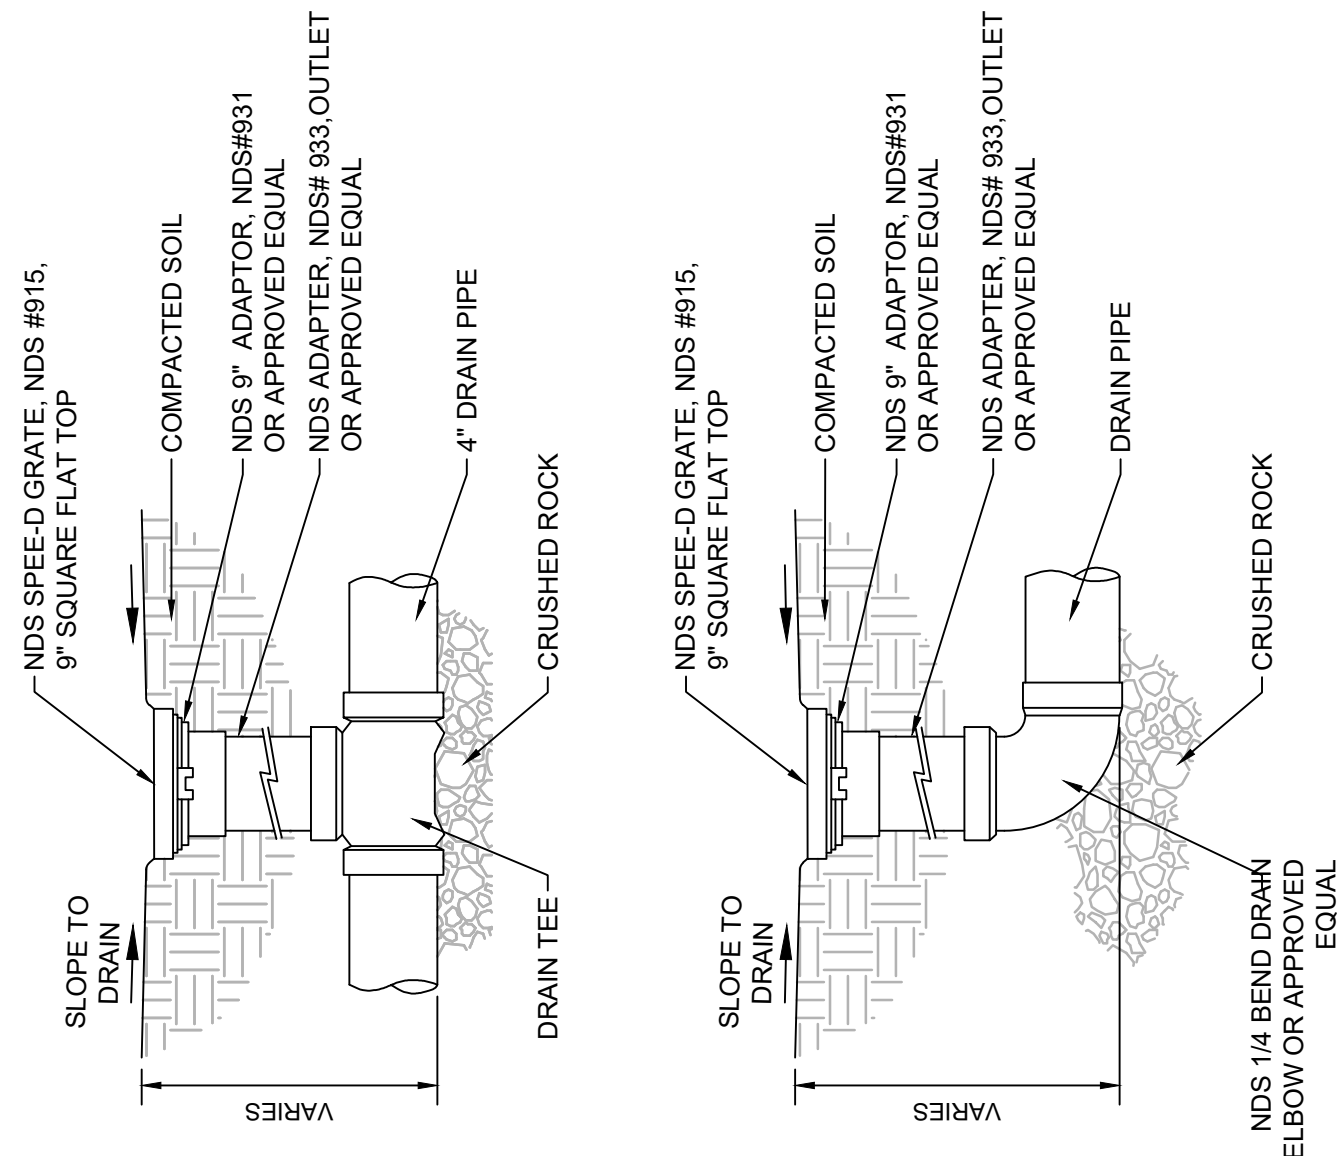 NDS SPEE-D GRATE, NDS #915,
9" SQUARE FLAT TOP
COMPACTED SOIL
NDS 9" ADAPTOR, NDS#931
OR APPROVED EQUAL
NDS ADAPTER, NDS# 933,OUTLET
OR APPROVED EQUAL
4" DRAIN PIPE
CRUSHED ROCK
SLOPE TO
DRAIN
DRAIN TEE
VARIES
NDS SPEE-D GRATE, NDS #915,
9" SQUARE FLAT TOP
COMPACTED SOIL
NDS 9" ADAPTOR, NDS#931
OR APPROVED EQUAL
NDS ADAPTER, NDS# 933,OUTLET
OR APPROVED EQUAL
DRAIN PIPE
CRUSHED ROCK
SLOPE TO
DRAIN
NDS 1/4 BEND DRAIN
ELBOW OR APPROVED
EQUAL
VARIES